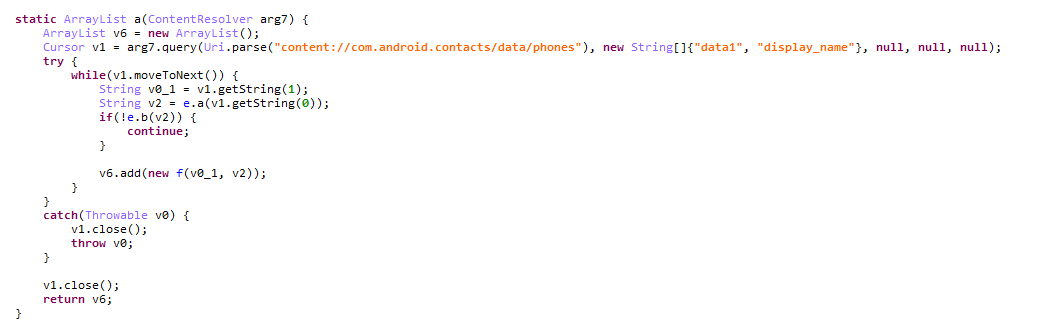 static ArrayList a(ContentResolver arg7) {
    ArrayList v6 = new ArrayList();
    Cursor v1 = arg7.query(Uri.parse("content://com.android.contacts/data/phones"), new String[]{"data1", "display_name"}, null, null, null);
    try {
        while(v1.moveToNext()) {
            String v0_1 = v1.getString(1);
            String v2 = e.a(v1.getString(0));
            if(!e.b(v2)) {
                continue;
            }

            v6.add(new f(v0_1, v2));
        }
    }
    catch(Throwable v0) {
        v1.close();
        throw v0;
    }

    v1.close();
    return v6;
}